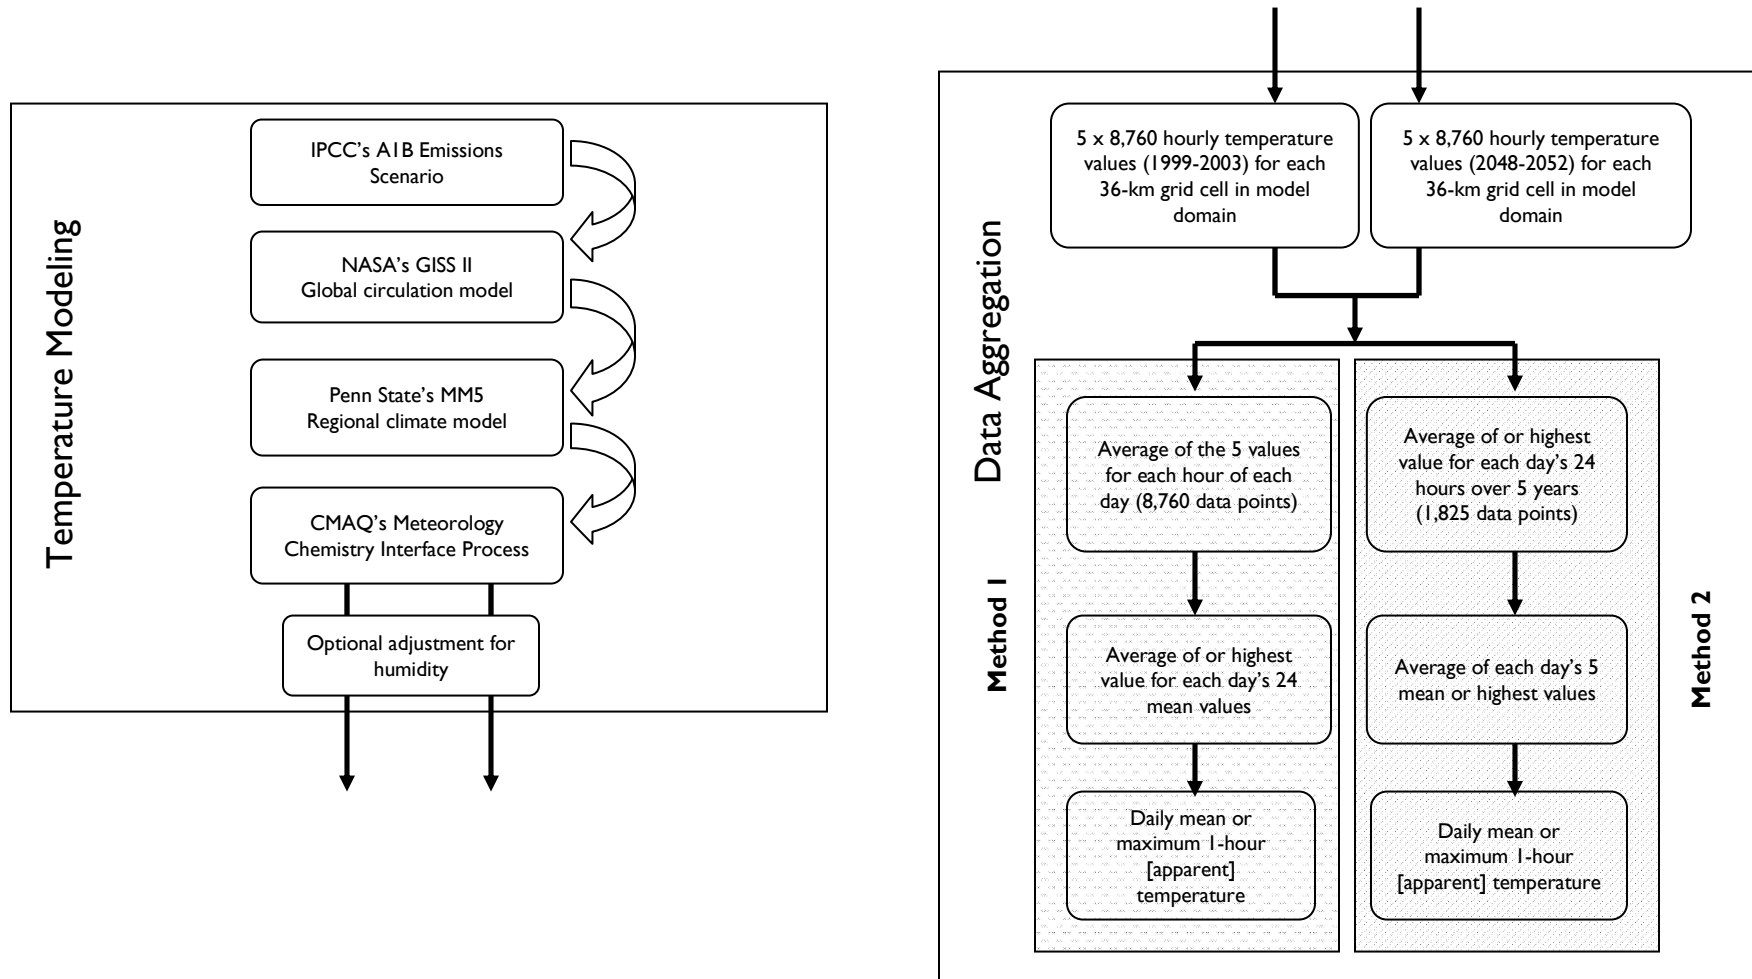 Temperature Modeling
IPCC's A1B Emissions
Scenario
NASA's GISS II
Global circulation model
Penn State's MM5
Regional climate model
CMAQ's Meteorology
Chemistry Interface Process
Optional adjustment for
humidity
Data Aggregation
5 x 8,760 hourly temperature
values (1999-2003) for each
36-km grid cell in model
domain
5 x 8,760 hourly temperature
values (2048-2052) for each
36-km grid cell in model
domain
Method 1
Average of the 5 values
for each hour of each
day (8,760 data points)
Average of or highest
value for each day's 24
mean values
Daily mean or
maximum 1-hour
[apparent]
temperature
Method 2
Average of or highest
value for each day's 24
hours over 5 years
(1,825 data points)
Average of each day's 5
mean or highest values
Daily mean or
maximum 1-hour
[apparent] temperature